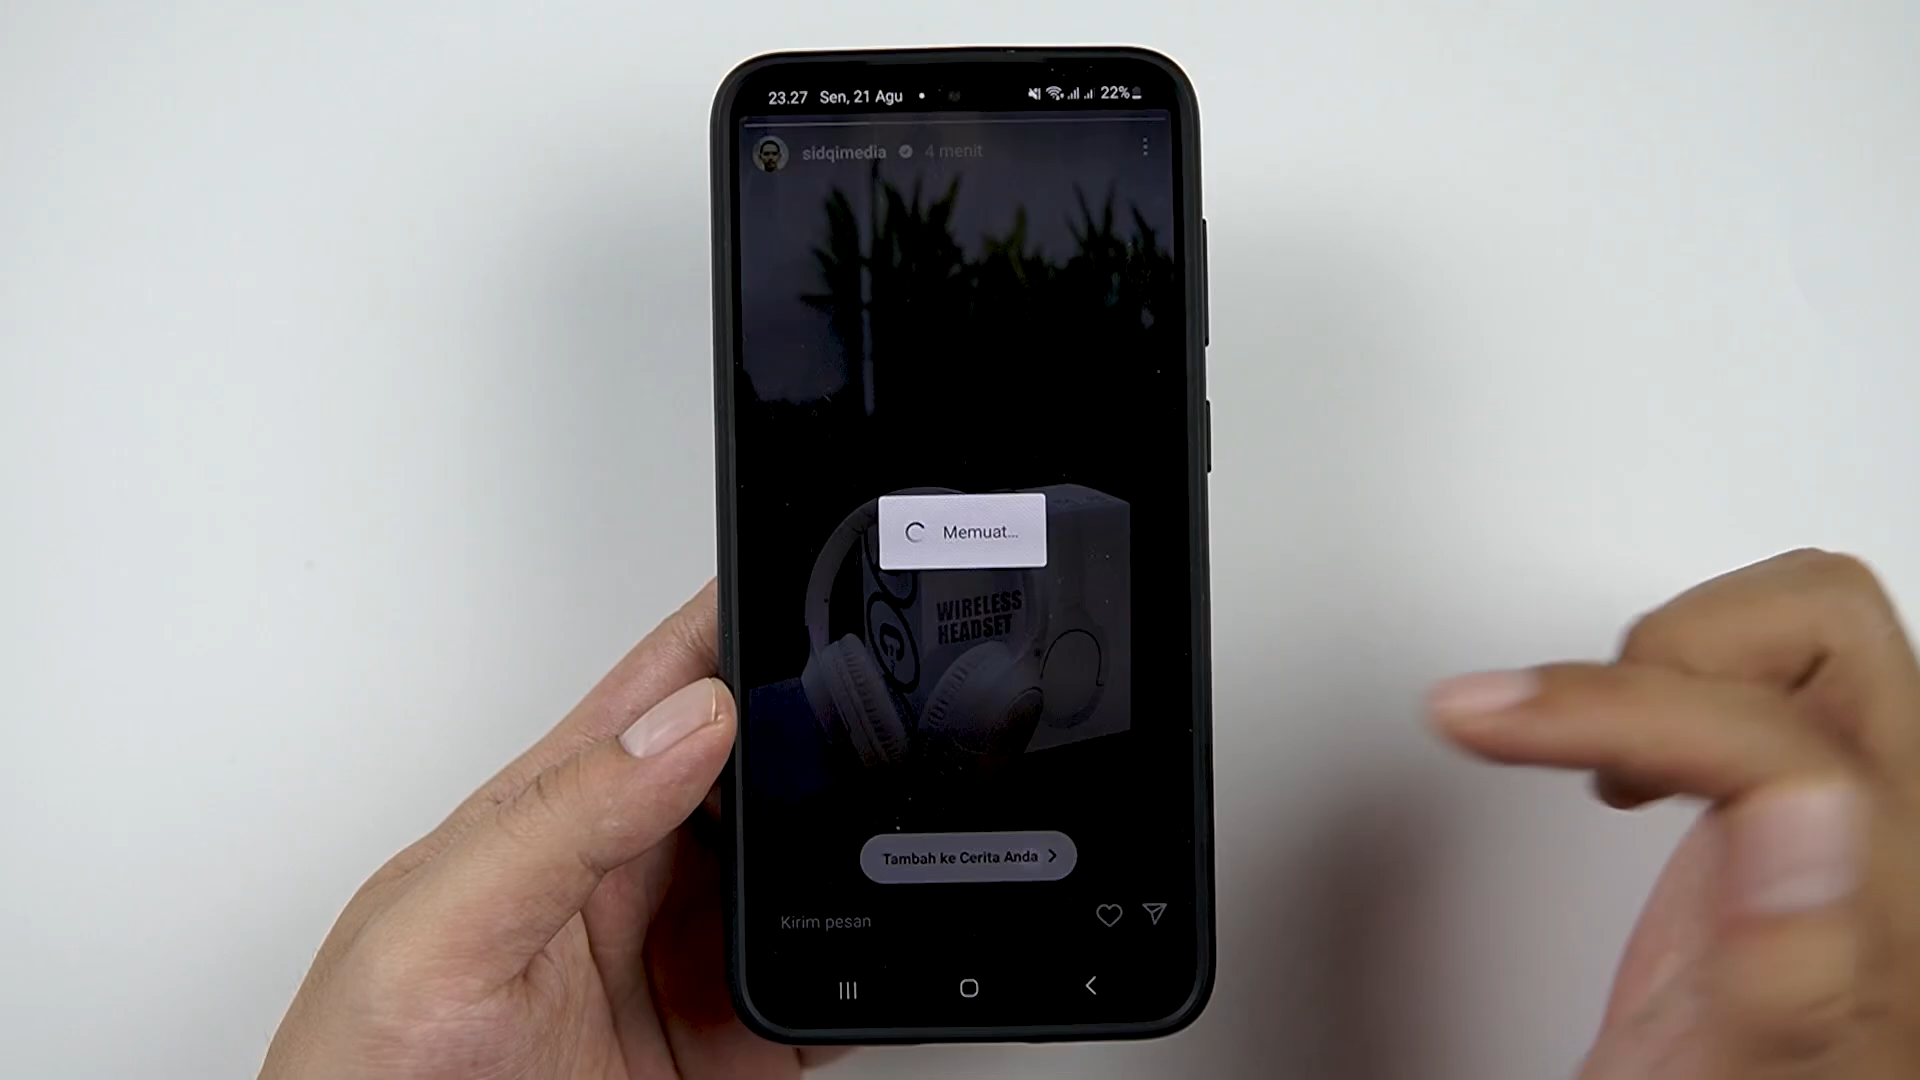 23.27 Sen, 21 Agu 22%
sidqimedia 4 menit
Memuat...
WIRELESS
HEADSET
Tambah ke Cerita Anda
Kirim pesan